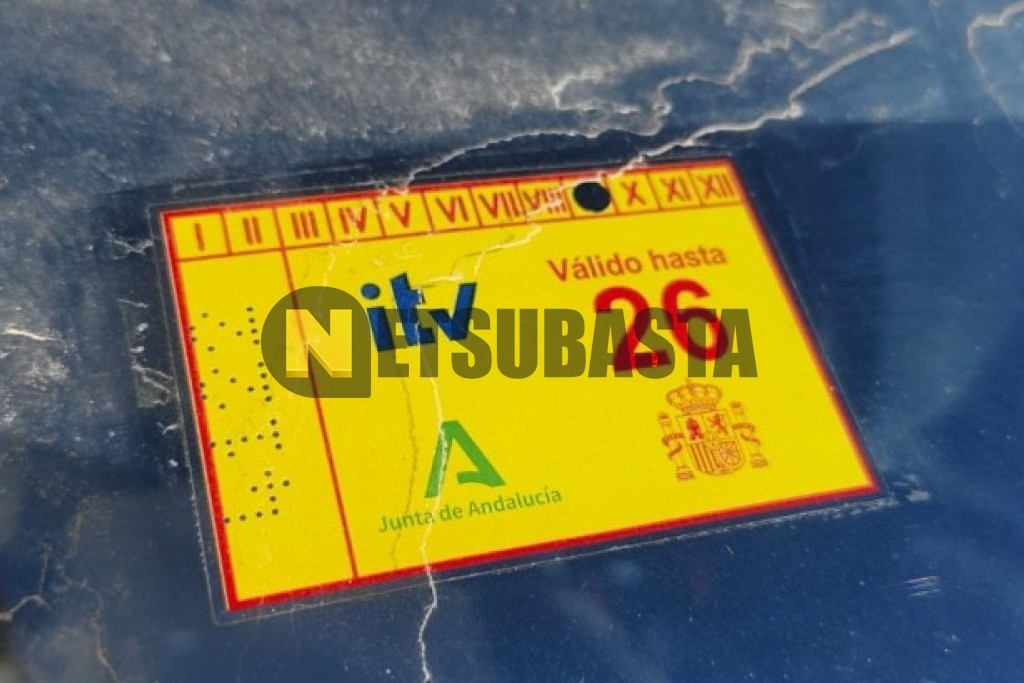 I II III IV V VI VII VIII X XI XII
Válido hasta
itv 26
NETSUBASTA
Junta de Andalucía